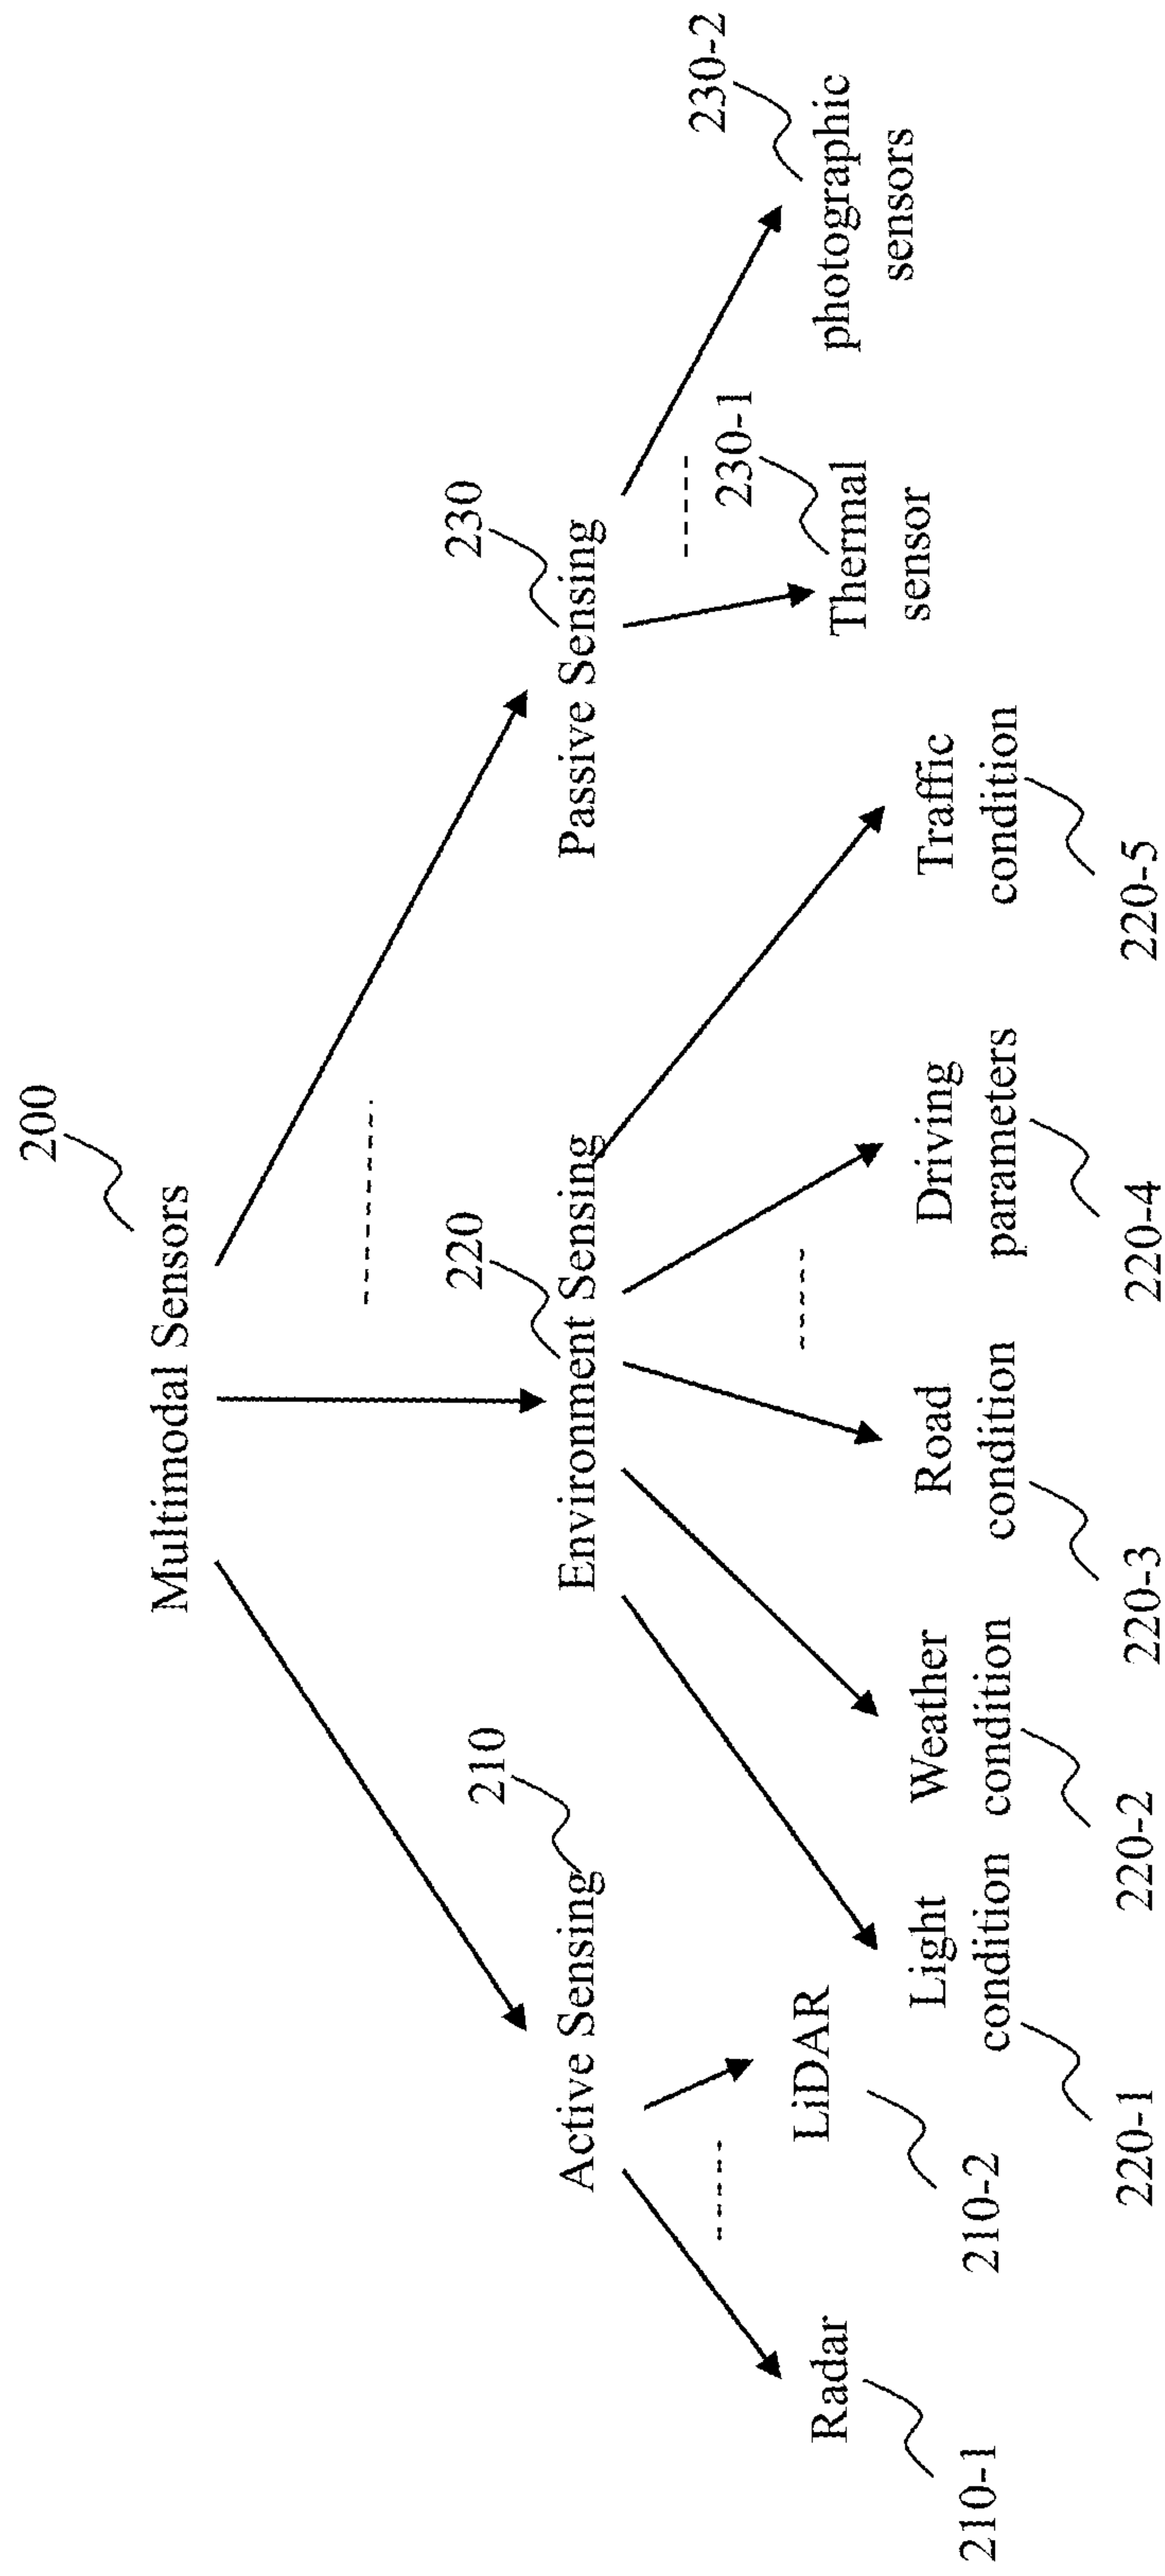 200
Multimodal Sensors
210
220
230
Active Sensing
Environment Sensing
Passive Sensing
230-1
230-2
Radar
LiDAR
Thermal
sensor
photographic
sensors
210-1
210-2
Light
condition
Weather
condition
Road
condition
Driving
parameters
Traffic
condition
220-1
220-2
220-3
220-4
220-5